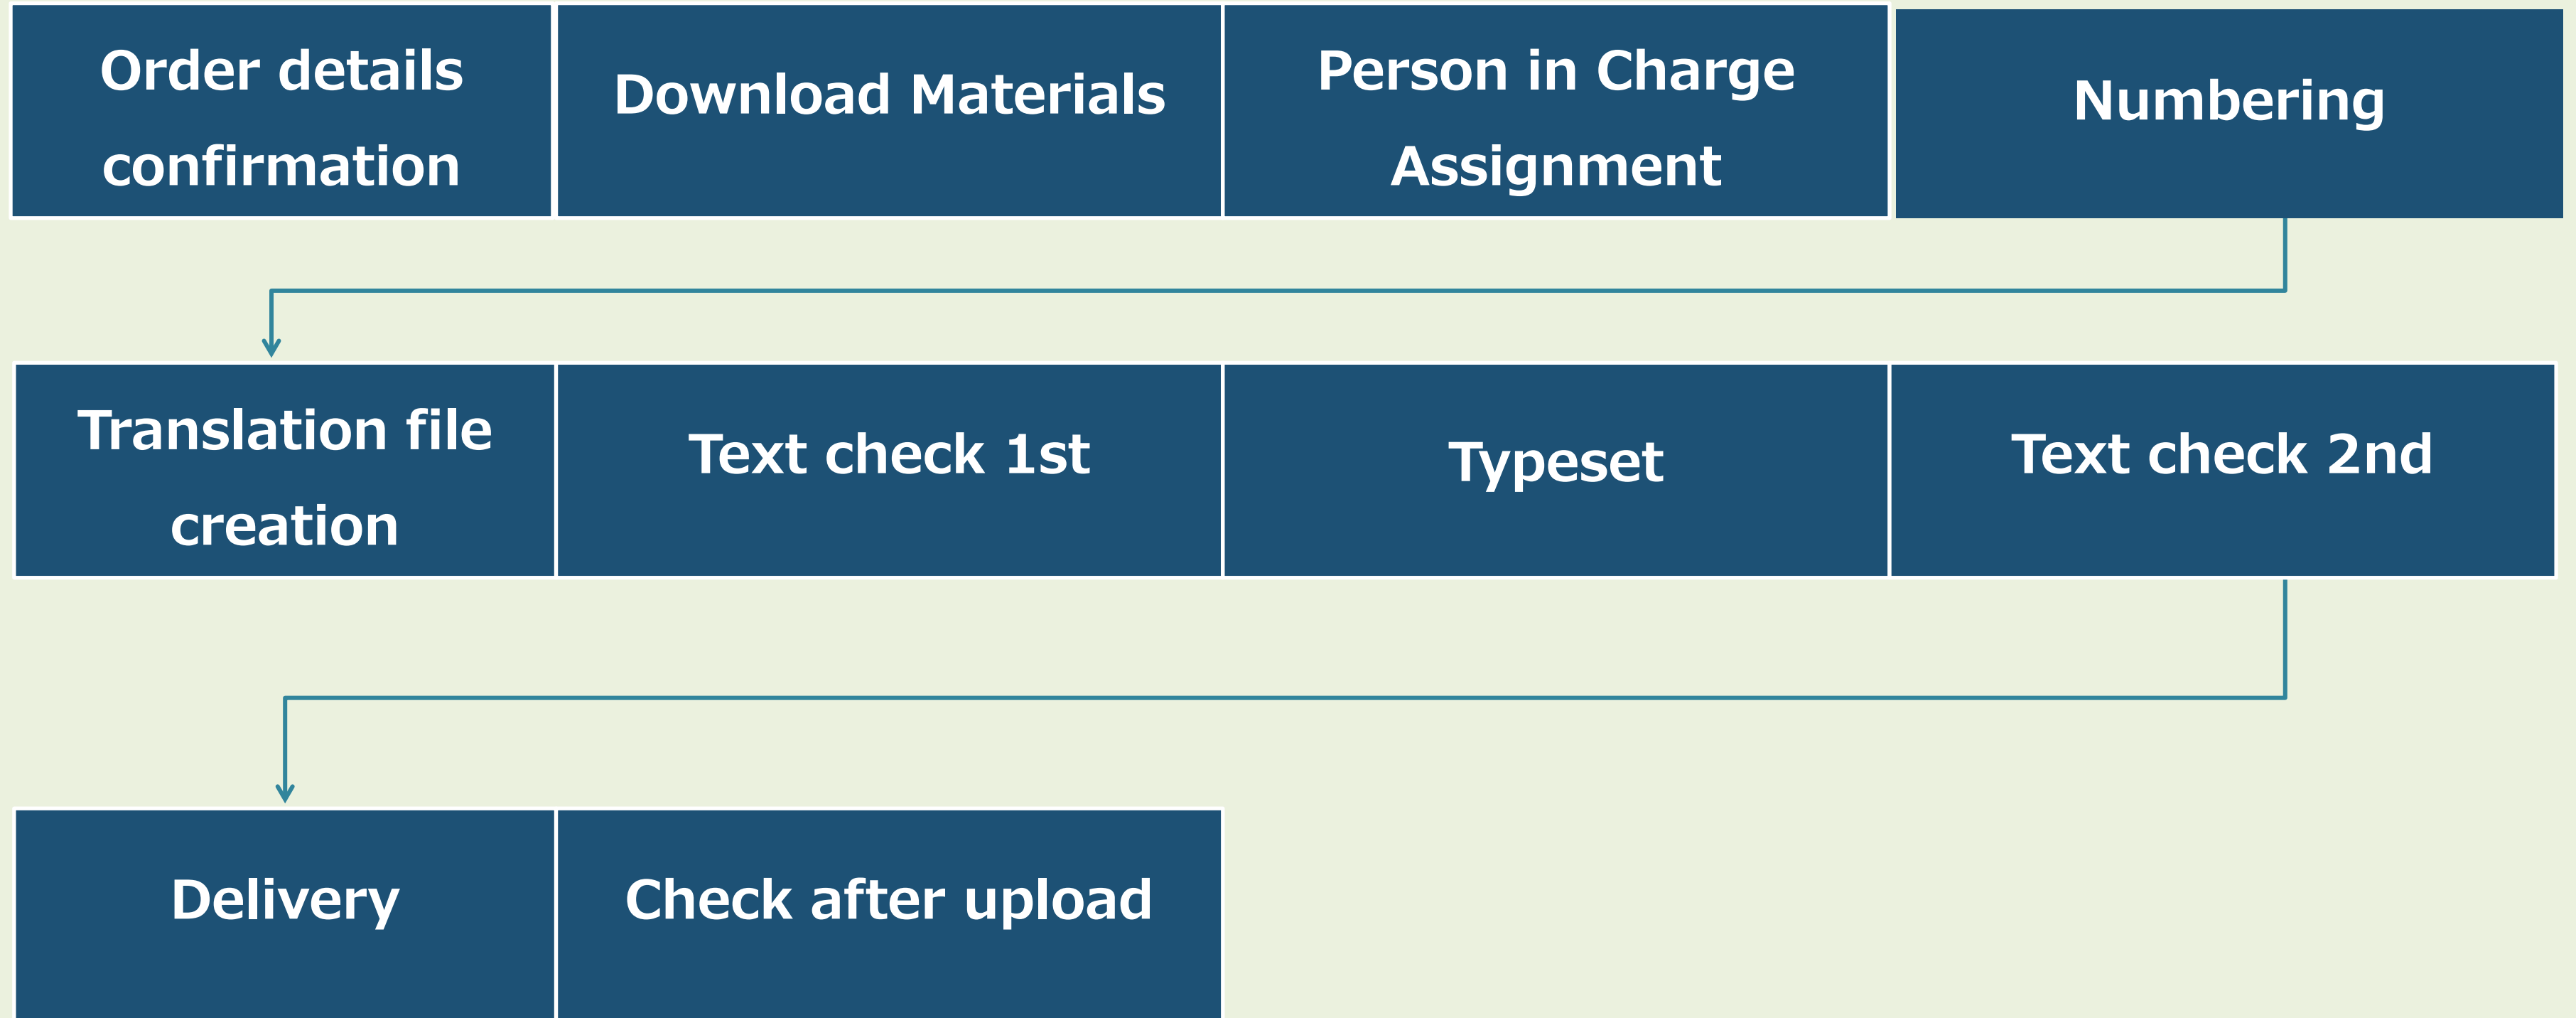 Order details
confirmation
Download Materials
Person in Charge
Assignment
Numbering
Translation file
creation
Text check 1st
Typeset
Text check 2nd
Delivery
Check after upload